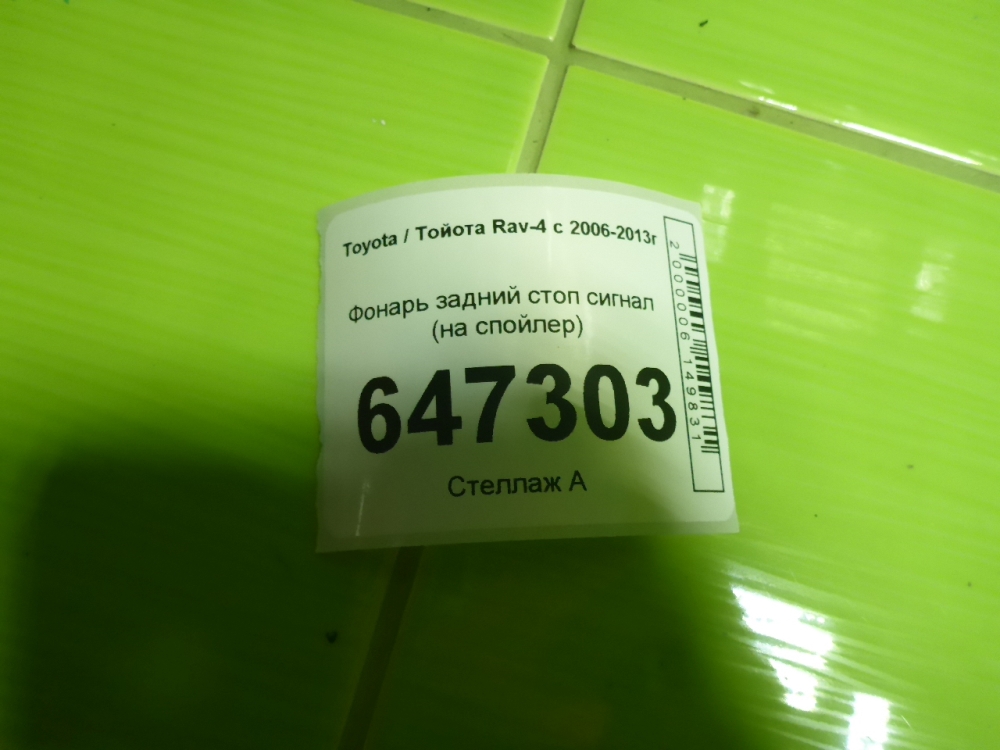 Toyota / Тойота Rav-4 с 2006-2013г
Фонарь задний стоп сигнал
(на спойлер)
647303
Стеллаж А
2000006149831